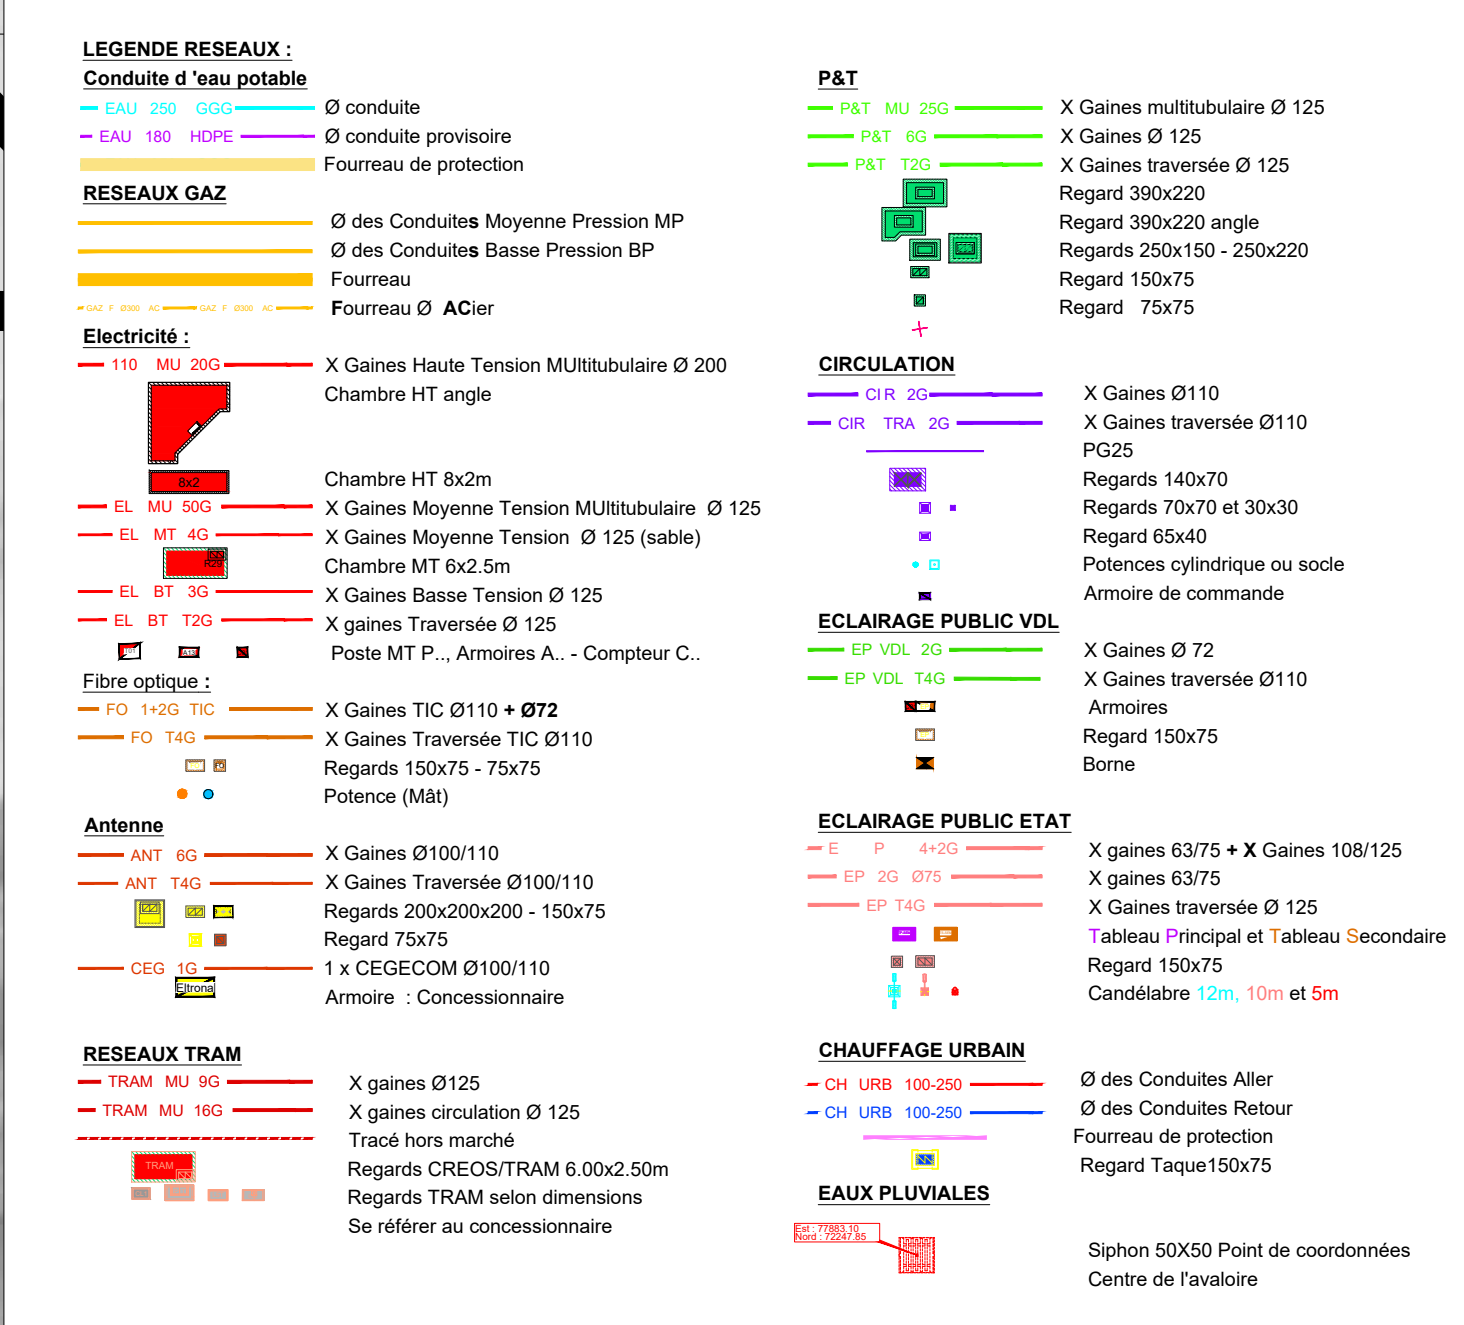 LEGENDE RESEAUX :
Conduite d 'eau potable
EAU 250 GGG Ø conduite
EAU 180 HDPE Ø conduite provisoire
Fourreau de protection
RESEAUX GAZ
Ø des Conduites Moyenne Pression MP
Ø des Conduites Basse Pression BP
Fourreau
GAZ F Ø300 AC GAZ F Ø300 AC Fourreau Ø ACier
Electricité :
110 MU 20G X Gaines Haute Tension MUltitubulaire Ø 200
Chambre HT angle
8x2 Chambre HT 8x2m
EL MU 50G X Gaines Moyenne Tension MUltitubulaire Ø 125
EL MT 4G X Gaines Moyenne Tension Ø 125 (sable)
R29 Chambre MT 6x2.5m
EL BT 3G X Gaines Basse Tension Ø 125
EL BT T2G X gaines Traversée Ø 125
Poste MT P.., Armoires A.. - Compteur C..
Fibre optique :
FO 1+2G TIC X Gaines TIC Ø110 + Ø72
FO T4G X Gaines Traversée TIC Ø110
Regards 150x75 - 75x75
Potence (Mât)
Antenne
ANT 6G X Gaines Ø100/110
ANT T4G X Gaines Traversée Ø100/110
Regards 200x200x200 - 150x75
Regard 75x75
CEG 1G 1 x CEGECOM Ø100/110
Eltrona Armoire : Concessionnaire
RESEAUX TRAM
TRAM MU 9G X gaines Ø125
TRAM MU 16G X gaines circulation Ø 125
Tracé hors marché
TRAM Regards CREOS/TRAM 6.00x2.50m
Regards TRAM selon dimensions
Se référer au concessionnaire
P&T
P&T MU 25G X Gaines multitubulaire Ø 125
P&T 6G X Gaines Ø 125
P&T T2G X Gaines traversée Ø 125
Regard 390x220
Regard 390x220 angle
Regards 250x150 - 250x220
Regard 150x75
Regard 75x75
CIRCULATION
CIR 2G X Gaines Ø110
CIR TRA 2G X Gaines traversée Ø110
PG25
Regards 140x70
Regards 70x70 et 30x30
Regard 65x40
Potences cylindrique ou socle
Armoire de commande
ECLAIRAGE PUBLIC VDL
EP VDL 2G X Gaines Ø 72
EP VDL T4G X Gaines traversée Ø110
Armoires
Regard 150x75
Borne
ECLAIRAGE PUBLIC ETAT
E P 4+2G X gaines 63/75 + X Gaines 108/125
EP 2G Ø75 X gaines 63/75
EP T4G X Gaines traversée Ø 125
Tableau Principal et Tableau Secondaire
Regard 150x75
Candélabre 12m, 10m et 5m
CHAUFFAGE URBAIN
CH URB 100-250 Ø des Conduites Aller
CH URB 100-250 Ø des Conduites Retour
Fourreau de protection
Regard Taque150x75
EAUX PLUVIALES
Est : 77883.10
Nord : 72247.85
Siphon 50X50 Point de coordonnées
Centre de l'avaloire